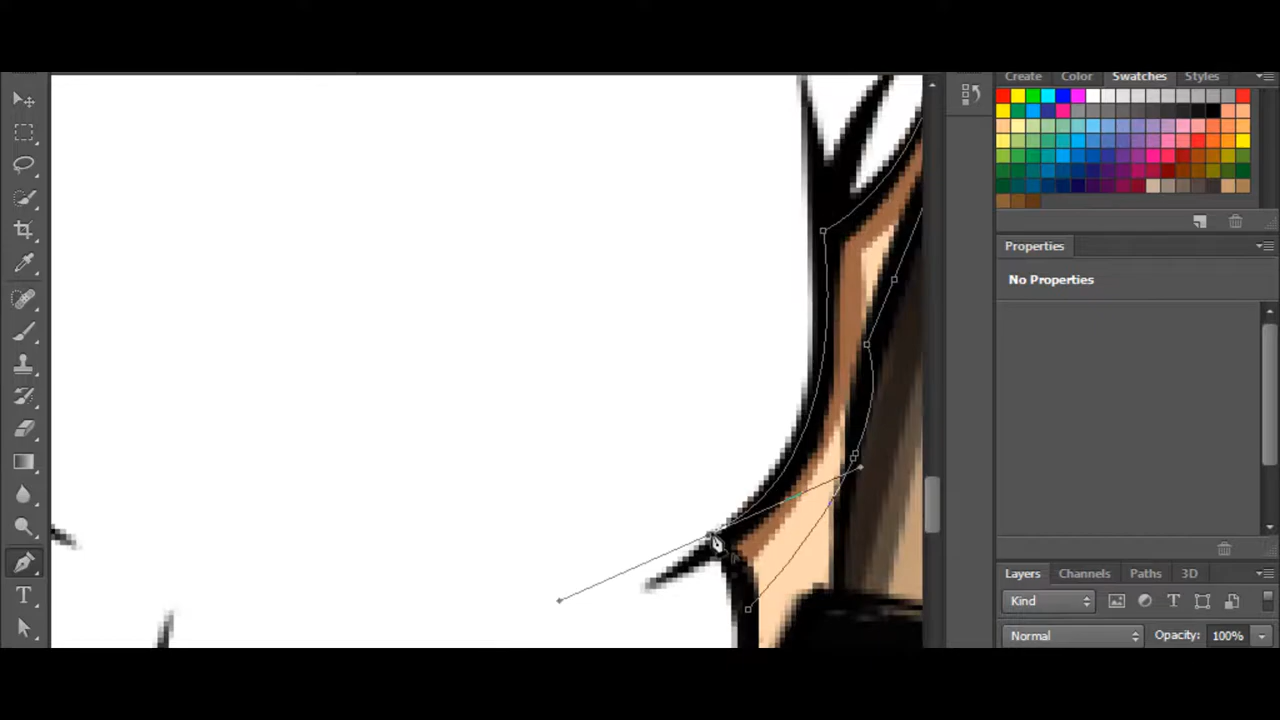 Create Color Swatches Styles
Properties
No Properties
T
Layers Channels Paths 3D
Kind T
Normal Opacity: 100%